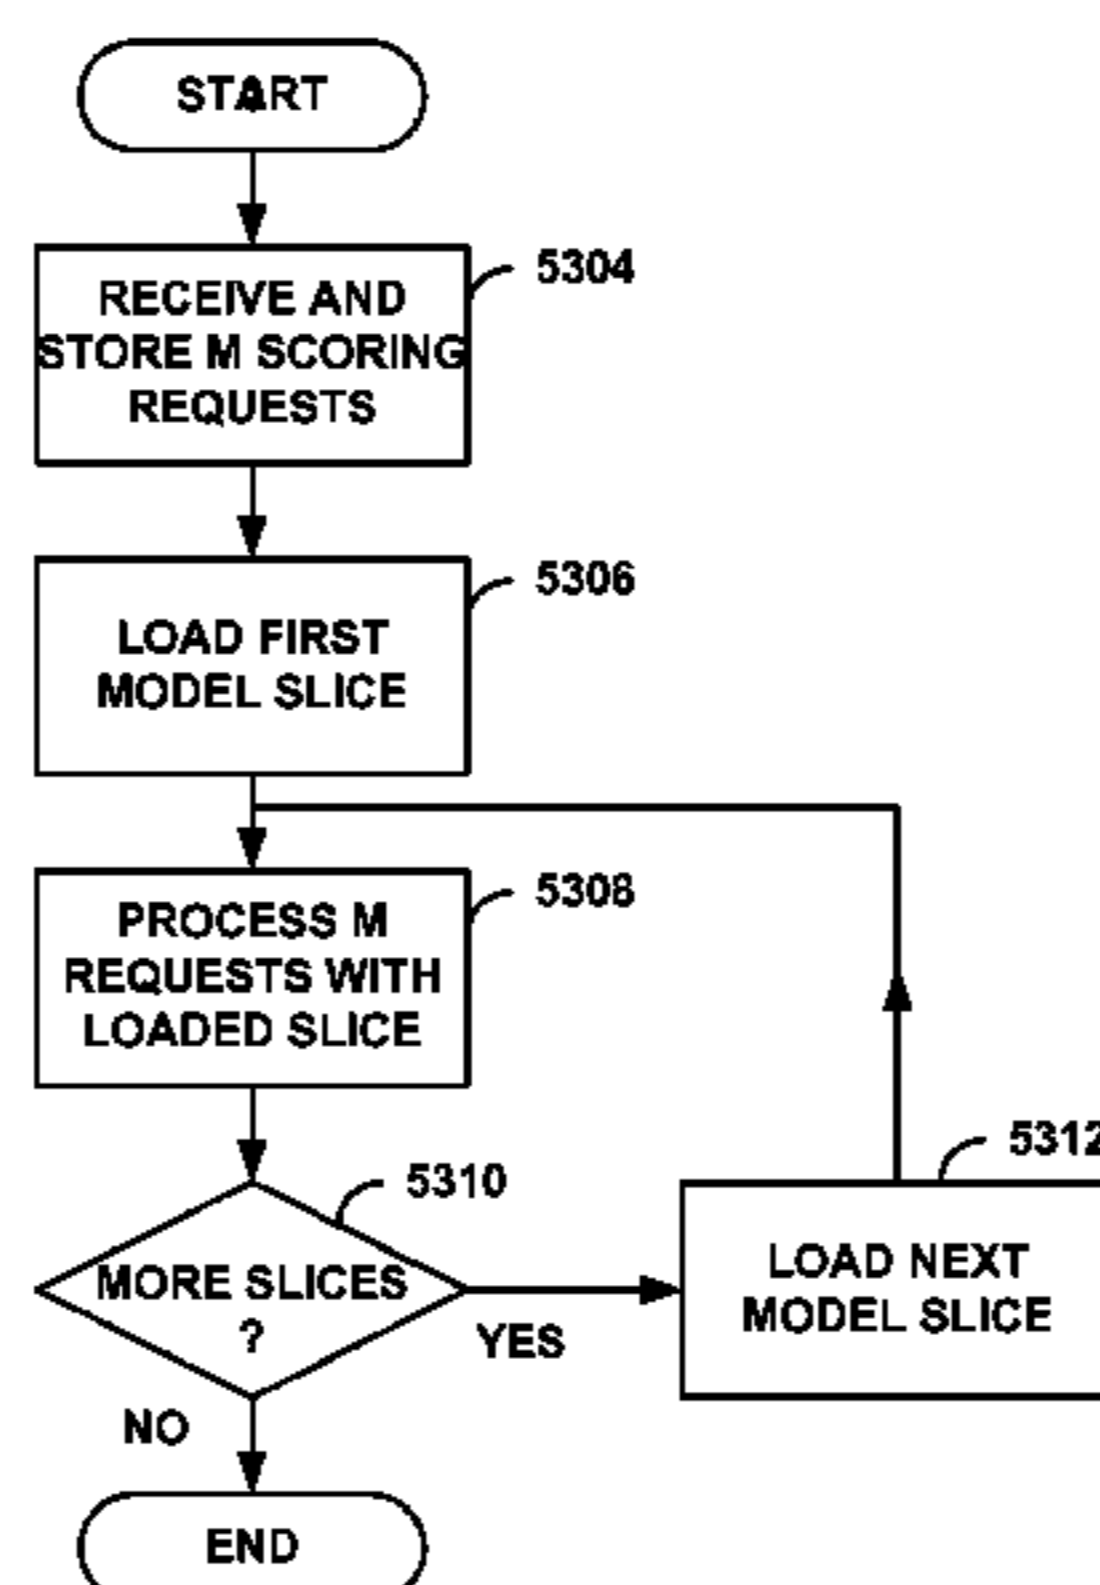 START
RECEIVE AND
STORE M SCORING
REQUESTS
5304
LOAD FIRST
MODEL SLICE
5306
PROCESS M
REQUESTS WITH
LOADED SLICE
5308
MORE SLICES
?
5310
YES
LOAD NEXT
MODEL SLICE
5312
NO
END